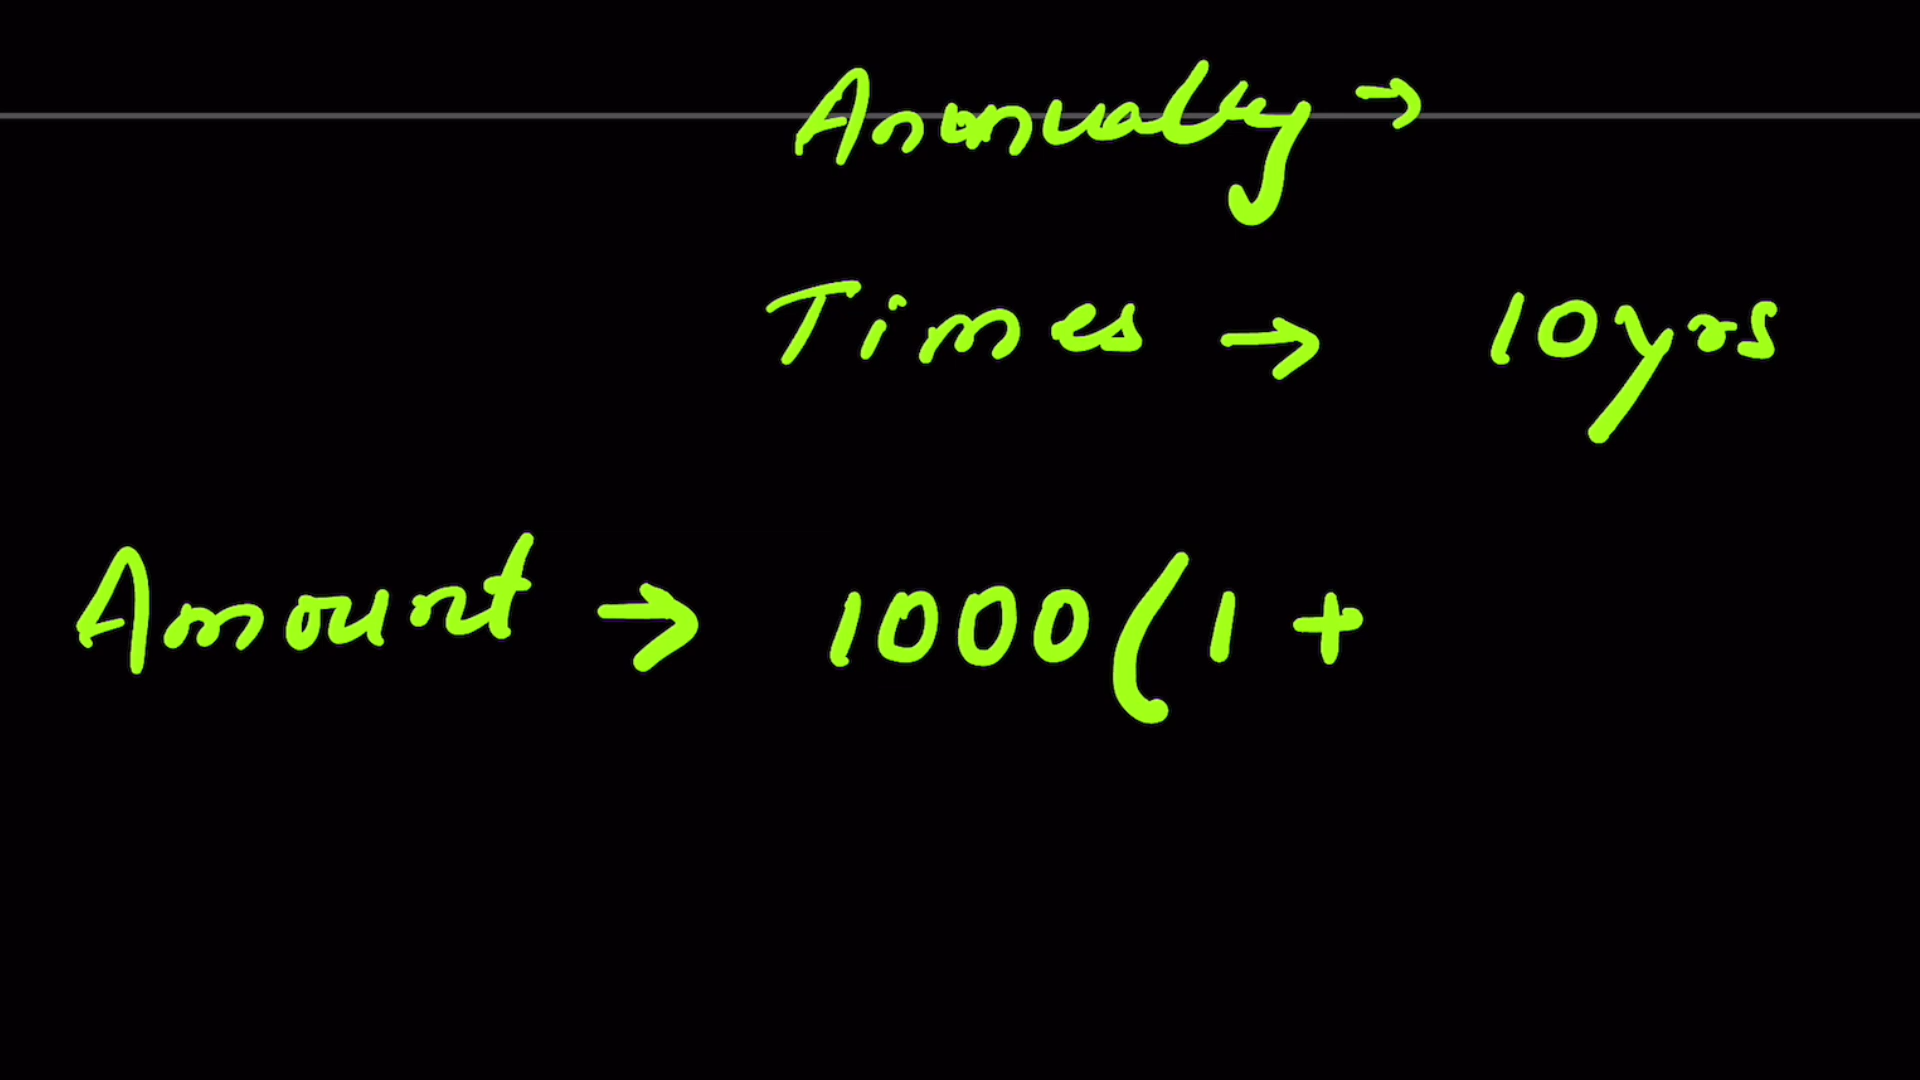 Annually →
Times → 10yrs
Amount → 1000(1 +